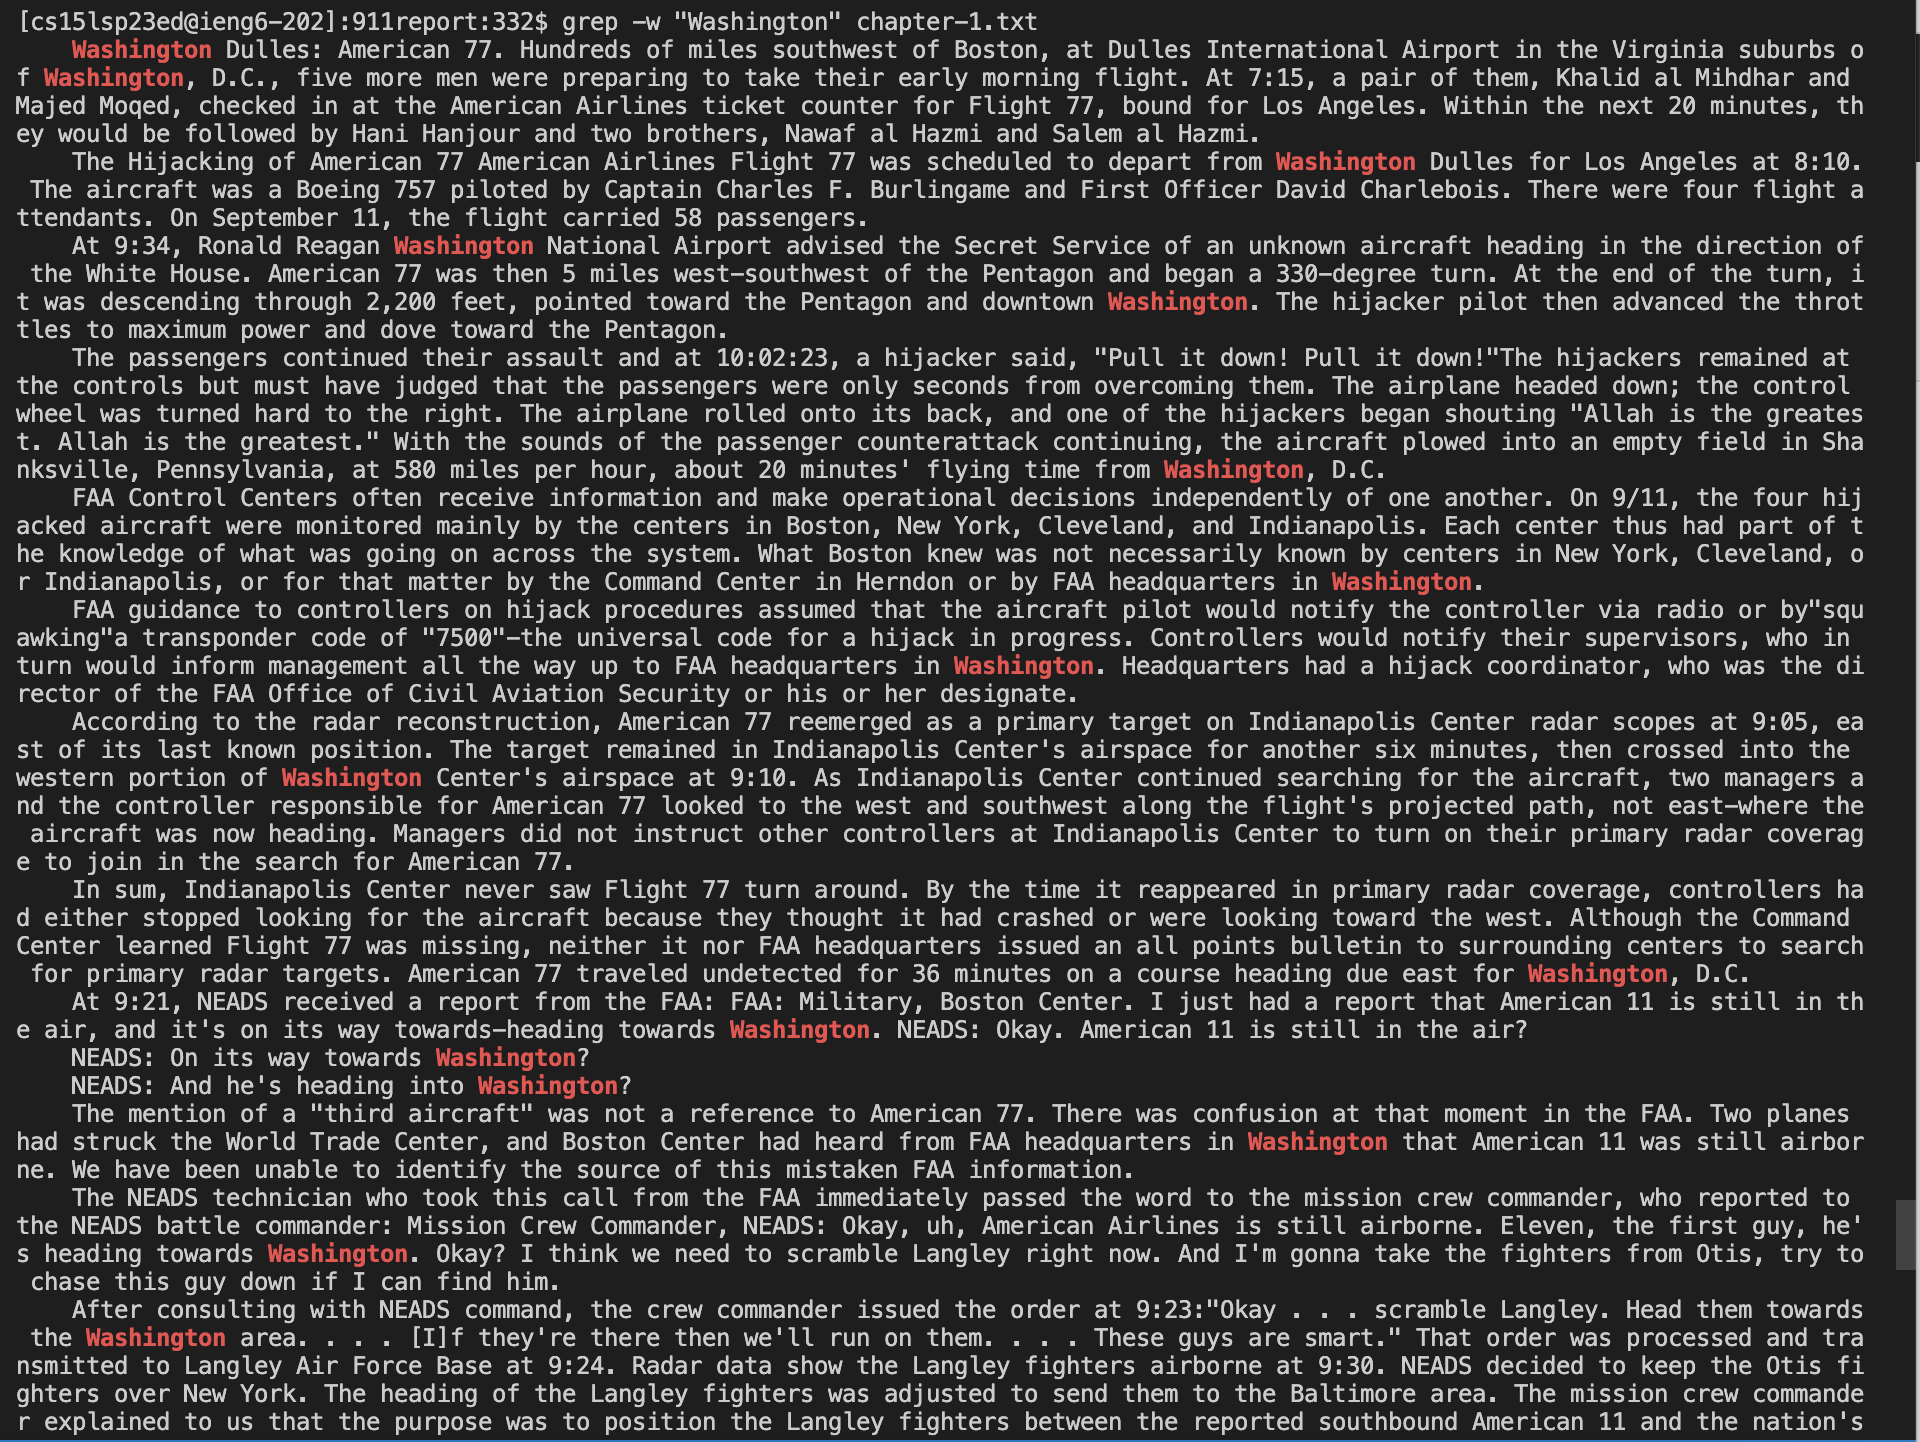 [cs15lsp23ed@ieng6-202]:911report:332$ grep -w "Washington" chapter-1.txt
    Washington Dulles: American 77. Hundreds of miles southwest of Boston, at Dulles International Airport in the Virginia suburbs o
f Washington, D.C., five more men were preparing to take their early morning flight. At 7:15, a pair of them, Khalid al Mihdhar and
Majed Moqed, checked in at the American Airlines ticket counter for Flight 77, bound for Los Angeles. Within the next 20 minutes, th
ey would be followed by Hani Hanjour and two brothers, Nawaf al Hazmi and Salem al Hazmi.
    The Hijacking of American 77 American Airlines Flight 77 was scheduled to depart from Washington Dulles for Los Angeles at 8:10.
 The aircraft was a Boeing 757 piloted by Captain Charles F. Burlingame and First Officer David Charlebois. There were four flight a
ttendants. On September 11, the flight carried 58 passengers.
    At 9:34, Ronald Reagan Washington National Airport advised the Secret Service of an unknown aircraft heading in the direction of
 the White House. American 77 was then 5 miles west-southwest of the Pentagon and began a 330-degree turn. At the end of the turn, i
t was descending through 2,200 feet, pointed toward the Pentagon and downtown Washington. The hijacker pilot then advanced the throt
tles to maximum power and dove toward the Pentagon.
    The passengers continued their assault and at 10:02:23, a hijacker said, "Pull it down! Pull it down!"The hijackers remained at
the controls but must have judged that the passengers were only seconds from overcoming them. The airplane headed down; the control
wheel was turned hard to the right. The airplane rolled onto its back, and one of the hijackers began shouting "Allah is the greates
t. Allah is the greatest." With the sounds of the passenger counterattack continuing, the aircraft plowed into an empty field in Sha
nksville, Pennsylvania, at 580 miles per hour, about 20 minutes' flying time from Washington, D.C.
    FAA Control Centers often receive information and make operational decisions independently of one another. On 9/11, the four hij
acked aircraft were monitored mainly by the centers in Boston, New York, Cleveland, and Indianapolis. Each center thus had part of t
he knowledge of what was going on across the system. What Boston knew was not necessarily known by centers in New York, Cleveland, o
r Indianapolis, or for that matter by the Command Center in Herndon or by FAA headquarters in Washington.
    FAA guidance to controllers on hijack procedures assumed that the aircraft pilot would notify the controller via radio or by"squ
awking"a transponder code of "7500"-the universal code for a hijack in progress. Controllers would notify their supervisors, who in
turn would inform management all the way up to FAA headquarters in Washington. Headquarters had a hijack coordinator, who was the di
rector of the FAA Office of Civil Aviation Security or his or her designate.
    According to the radar reconstruction, American 77 reemerged as a primary target on Indianapolis Center radar scopes at 9:05, ea
st of its last known position. The target remained in Indianapolis Center's airspace for another six minutes, then crossed into the
western portion of Washington Center's airspace at 9:10. As Indianapolis Center continued searching for the aircraft, two managers a
nd the controller responsible for American 77 looked to the west and southwest along the flight's projected path, not east-where the
 aircraft was now heading. Managers did not instruct other controllers at Indianapolis Center to turn on their primary radar coverag
e to join in the search for American 77.
    In sum, Indianapolis Center never saw Flight 77 turn around. By the time it reappeared in primary radar coverage, controllers ha
d either stopped looking for the aircraft because they thought it had crashed or were looking toward the west. Although the Command
Center learned Flight 77 was missing, neither it nor FAA headquarters issued an all points bulletin to surrounding centers to search
 for primary radar targets. American 77 traveled undetected for 36 minutes on a course heading due east for Washington, D.C.
    At 9:21, NEADS received a report from the FAA: FAA: Military, Boston Center. I just had a report that American 11 is still in th
e air, and it's on its way towards-heading towards Washington. NEADS: Okay. American 11 is still in the air?
    NEADS: On its way towards Washington?
    NEADS: And he's heading into Washington?
    The mention of a "third aircraft" was not a reference to American 77. There was confusion at that moment in the FAA. Two planes
had struck the World Trade Center, and Boston Center had heard from FAA headquarters in Washington that American 11 was still airbor
ne. We have been unable to identify the source of this mistaken FAA information.
    The NEADS technician who took this call from the FAA immediately passed the word to the mission crew commander, who reported to
the NEADS battle commander: Mission Crew Commander, NEADS: Okay, uh, American Airlines is still airborne. Eleven, the first guy, he'
s heading towards Washington. Okay? I think we need to scramble Langley right now. And I'm gonna take the fighters from Otis, try to
 chase this guy down if I can find him.
    After consulting with NEADS command, the crew commander issued the order at 9:23:"Okay . . . scramble Langley. Head them towards
 the Washington area. . . . [I]f they're there then we'll run on them. . . . These guys are smart." That order was processed and tra
nsmitted to Langley Air Force Base at 9:24. Radar data show the Langley fighters airborne at 9:30. NEADS decided to keep the Otis fi
ghters over New York. The heading of the Langley fighters was adjusted to send them to the Baltimore area. The mission crew commande
r explained to us that the purpose was to position the Langley fighters between the reported southbound American 11 and the nation's